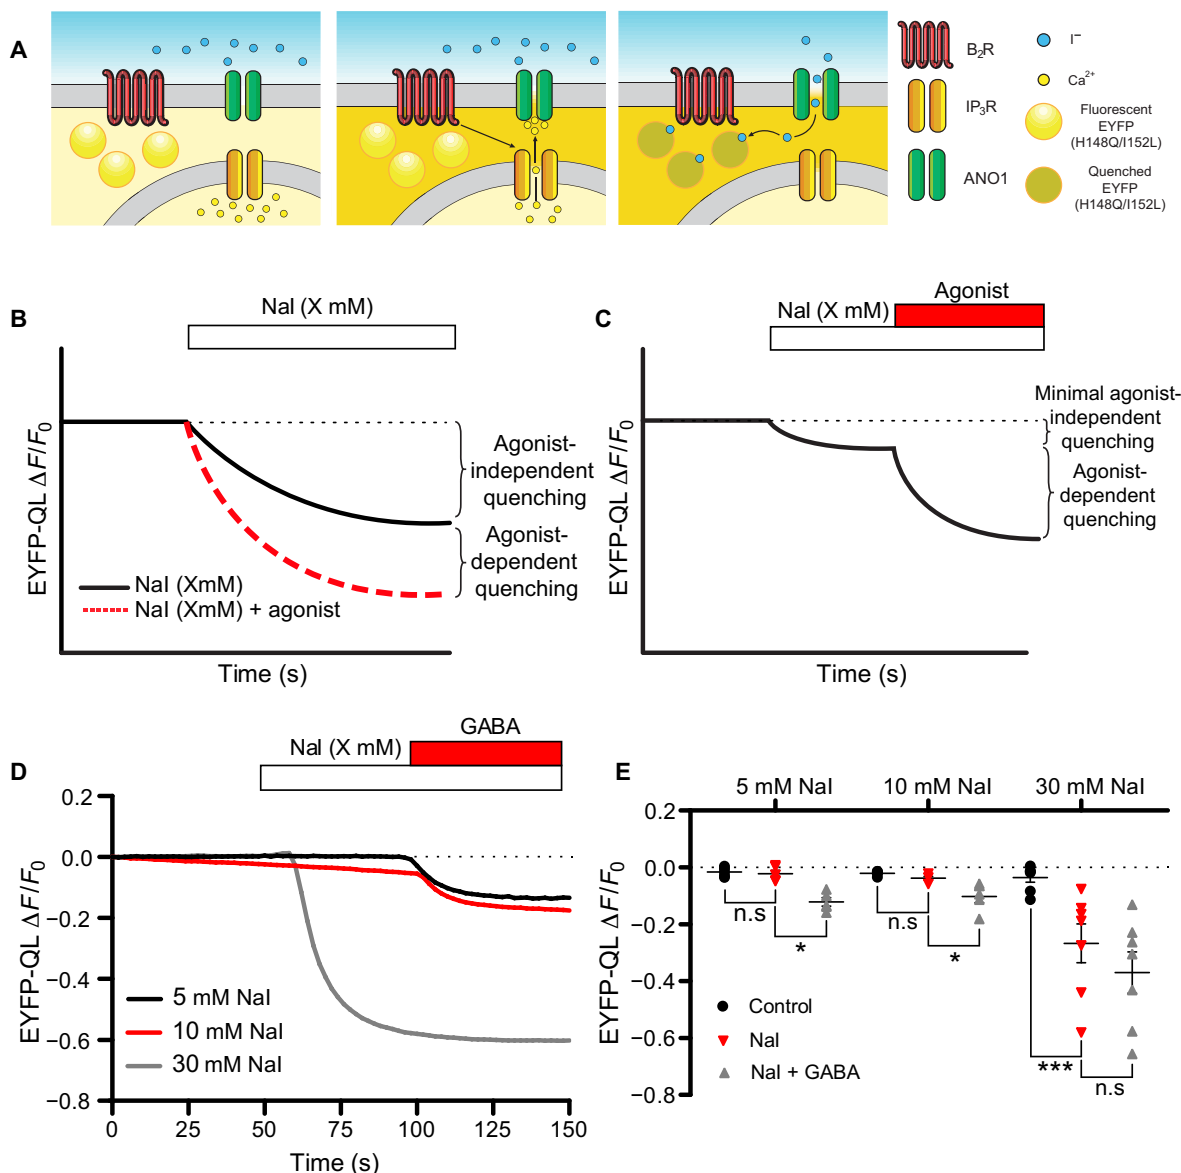 A
B₂R
IP₃R
ANO1
I⁻
Ca²⁺
Fluorescent
EYFP
(H148Q/I152L)
Quenched
EYFP
(H148Q/I152L)
B
NaI (X mM)
EYFP-QL ΔF/F₀
Agonist-
independent
quenching
Agonist-
dependent
quenching
NaI (XmM)
NaI (XmM) + agonist
Time (s)
C
Agonist
NaI (X mM)
EYFP-QL ΔF/F₀
Minimal agonist-
independent
quenching
Agonist-
dependent
quenching
Time (s)
D
GABA
NaI (X mM)
EYFP-QL ΔF/F₀
0.2
0.0
−0.2
−0.4
−0.6
−0.8
5 mM NaI
10 mM NaI
30 mM NaI
0 25 50 75 100 125 150
Time (s)
E
5 mM NaI 10 mM NaI 30 mM NaI
EYFP-QL ΔF/F₀
0.2
0.0
−0.2
−0.4
−0.6
−0.8
n.s
*
n.s
*
***
n.s
Control
NaI
NaI + GABA